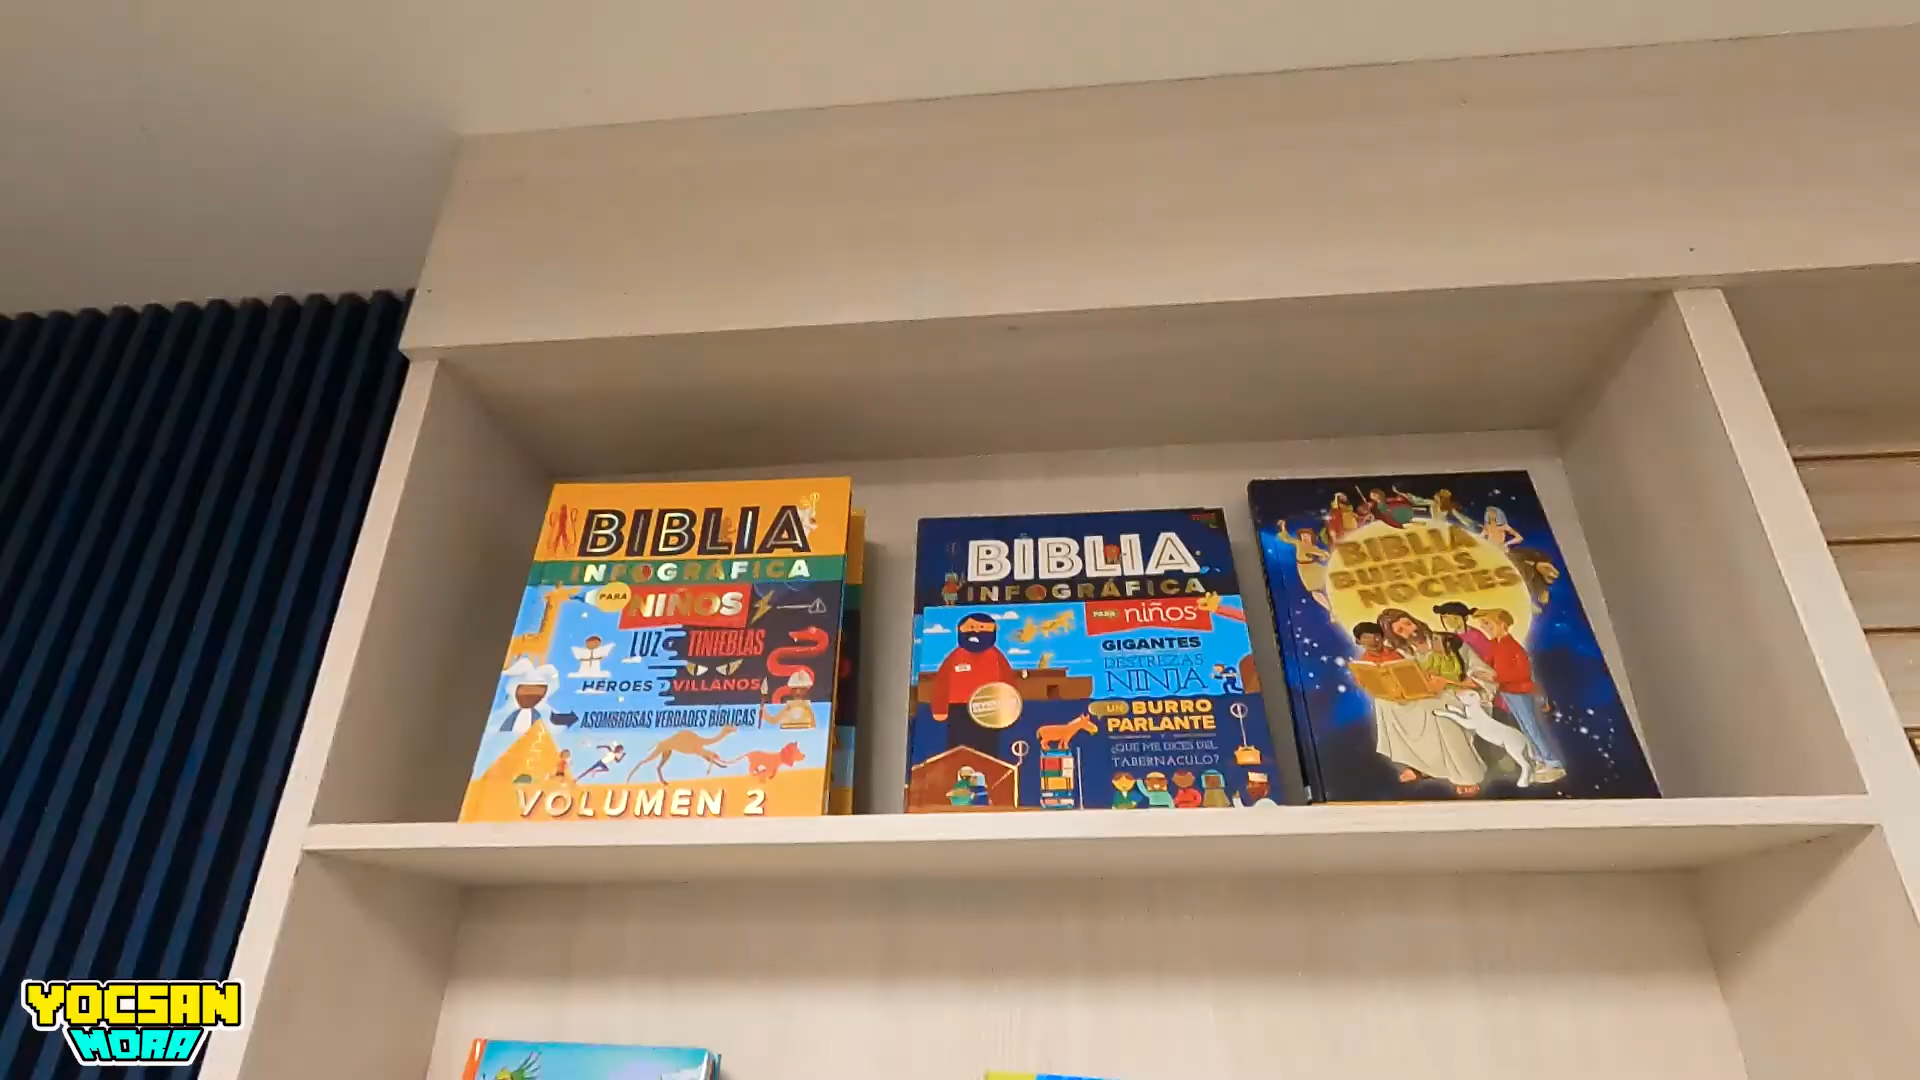 BIBLIA
INFOGRÁFICA
PARA NIÑOS
LUZ TINIEBLAS
HÉROES VILLANOS
ASOMBROSAS VERDADES BÍBLICAS
VOLUMEN 2
BIBLIA
INFOGRÁFICA
PARA niños
GIGANTES
DESTREZAS
NINJA
UN BURRO
PARLANTE
¿QUÉ ME DICES DEL
TABERNÁCULO?
BIBLIA
BUENAS
NOCHES
YOCSAN
MORA